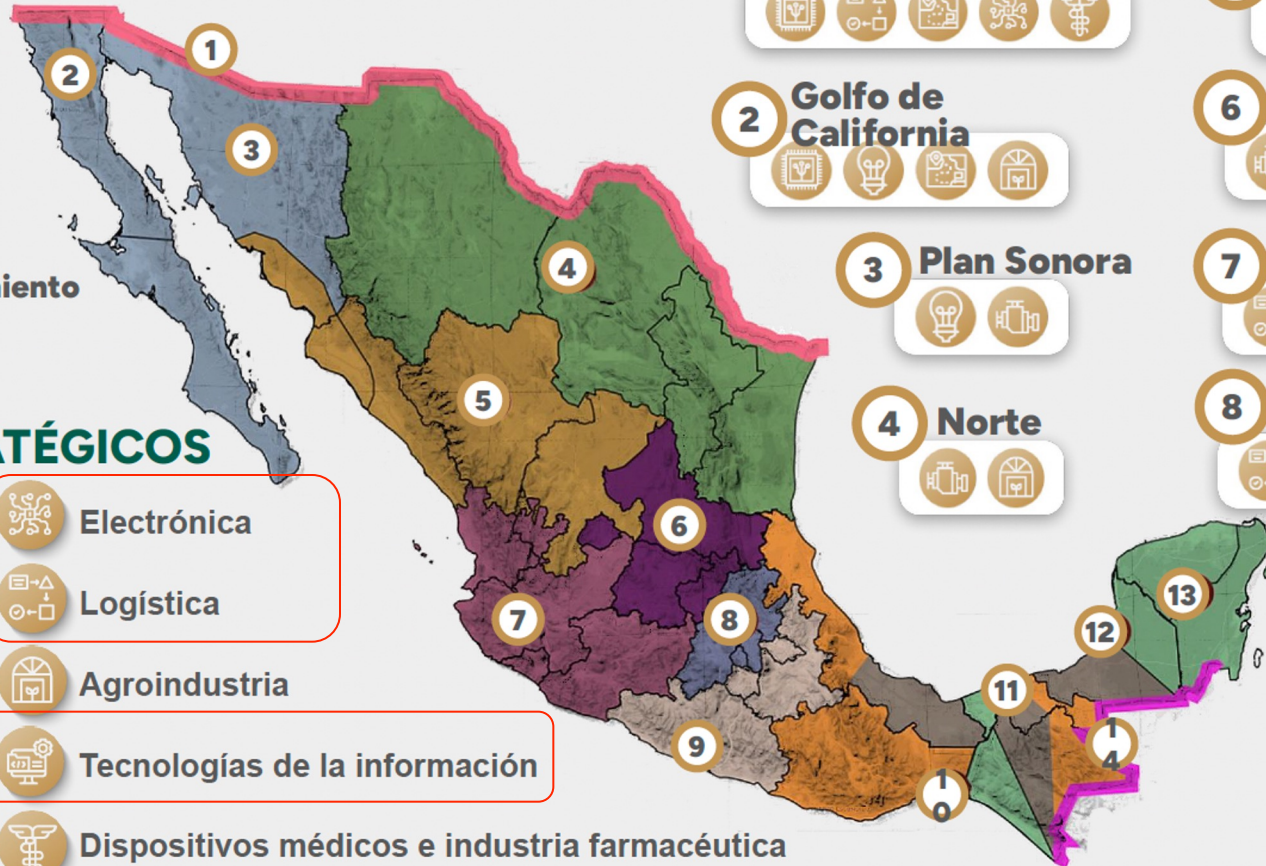 1
2
3
4
5
6
7
8
9
10
11
12
13
14
2
Golfo de
California
3
Plan Sonora
4
Norte
6
7
8
iento
ATÉGICOS
Electrónica
Logística
Agroindustria
Tecnologías de la información
Dispositivos médicos e industria farmacéutica